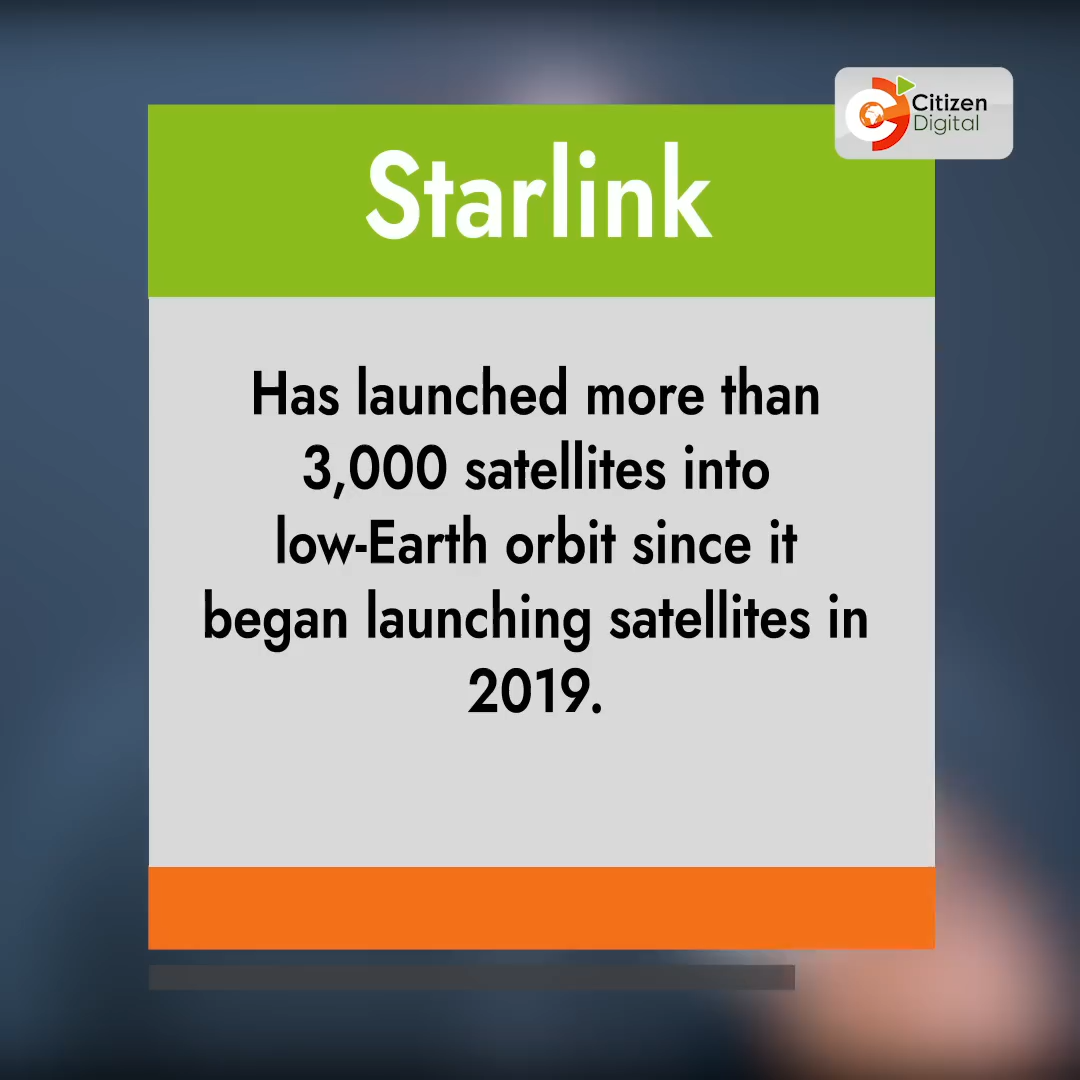 Citizen
Digital
Starlink
Has launched more than
3,000 satellites into
low-Earth orbit since it
began launching satellites in
2019.